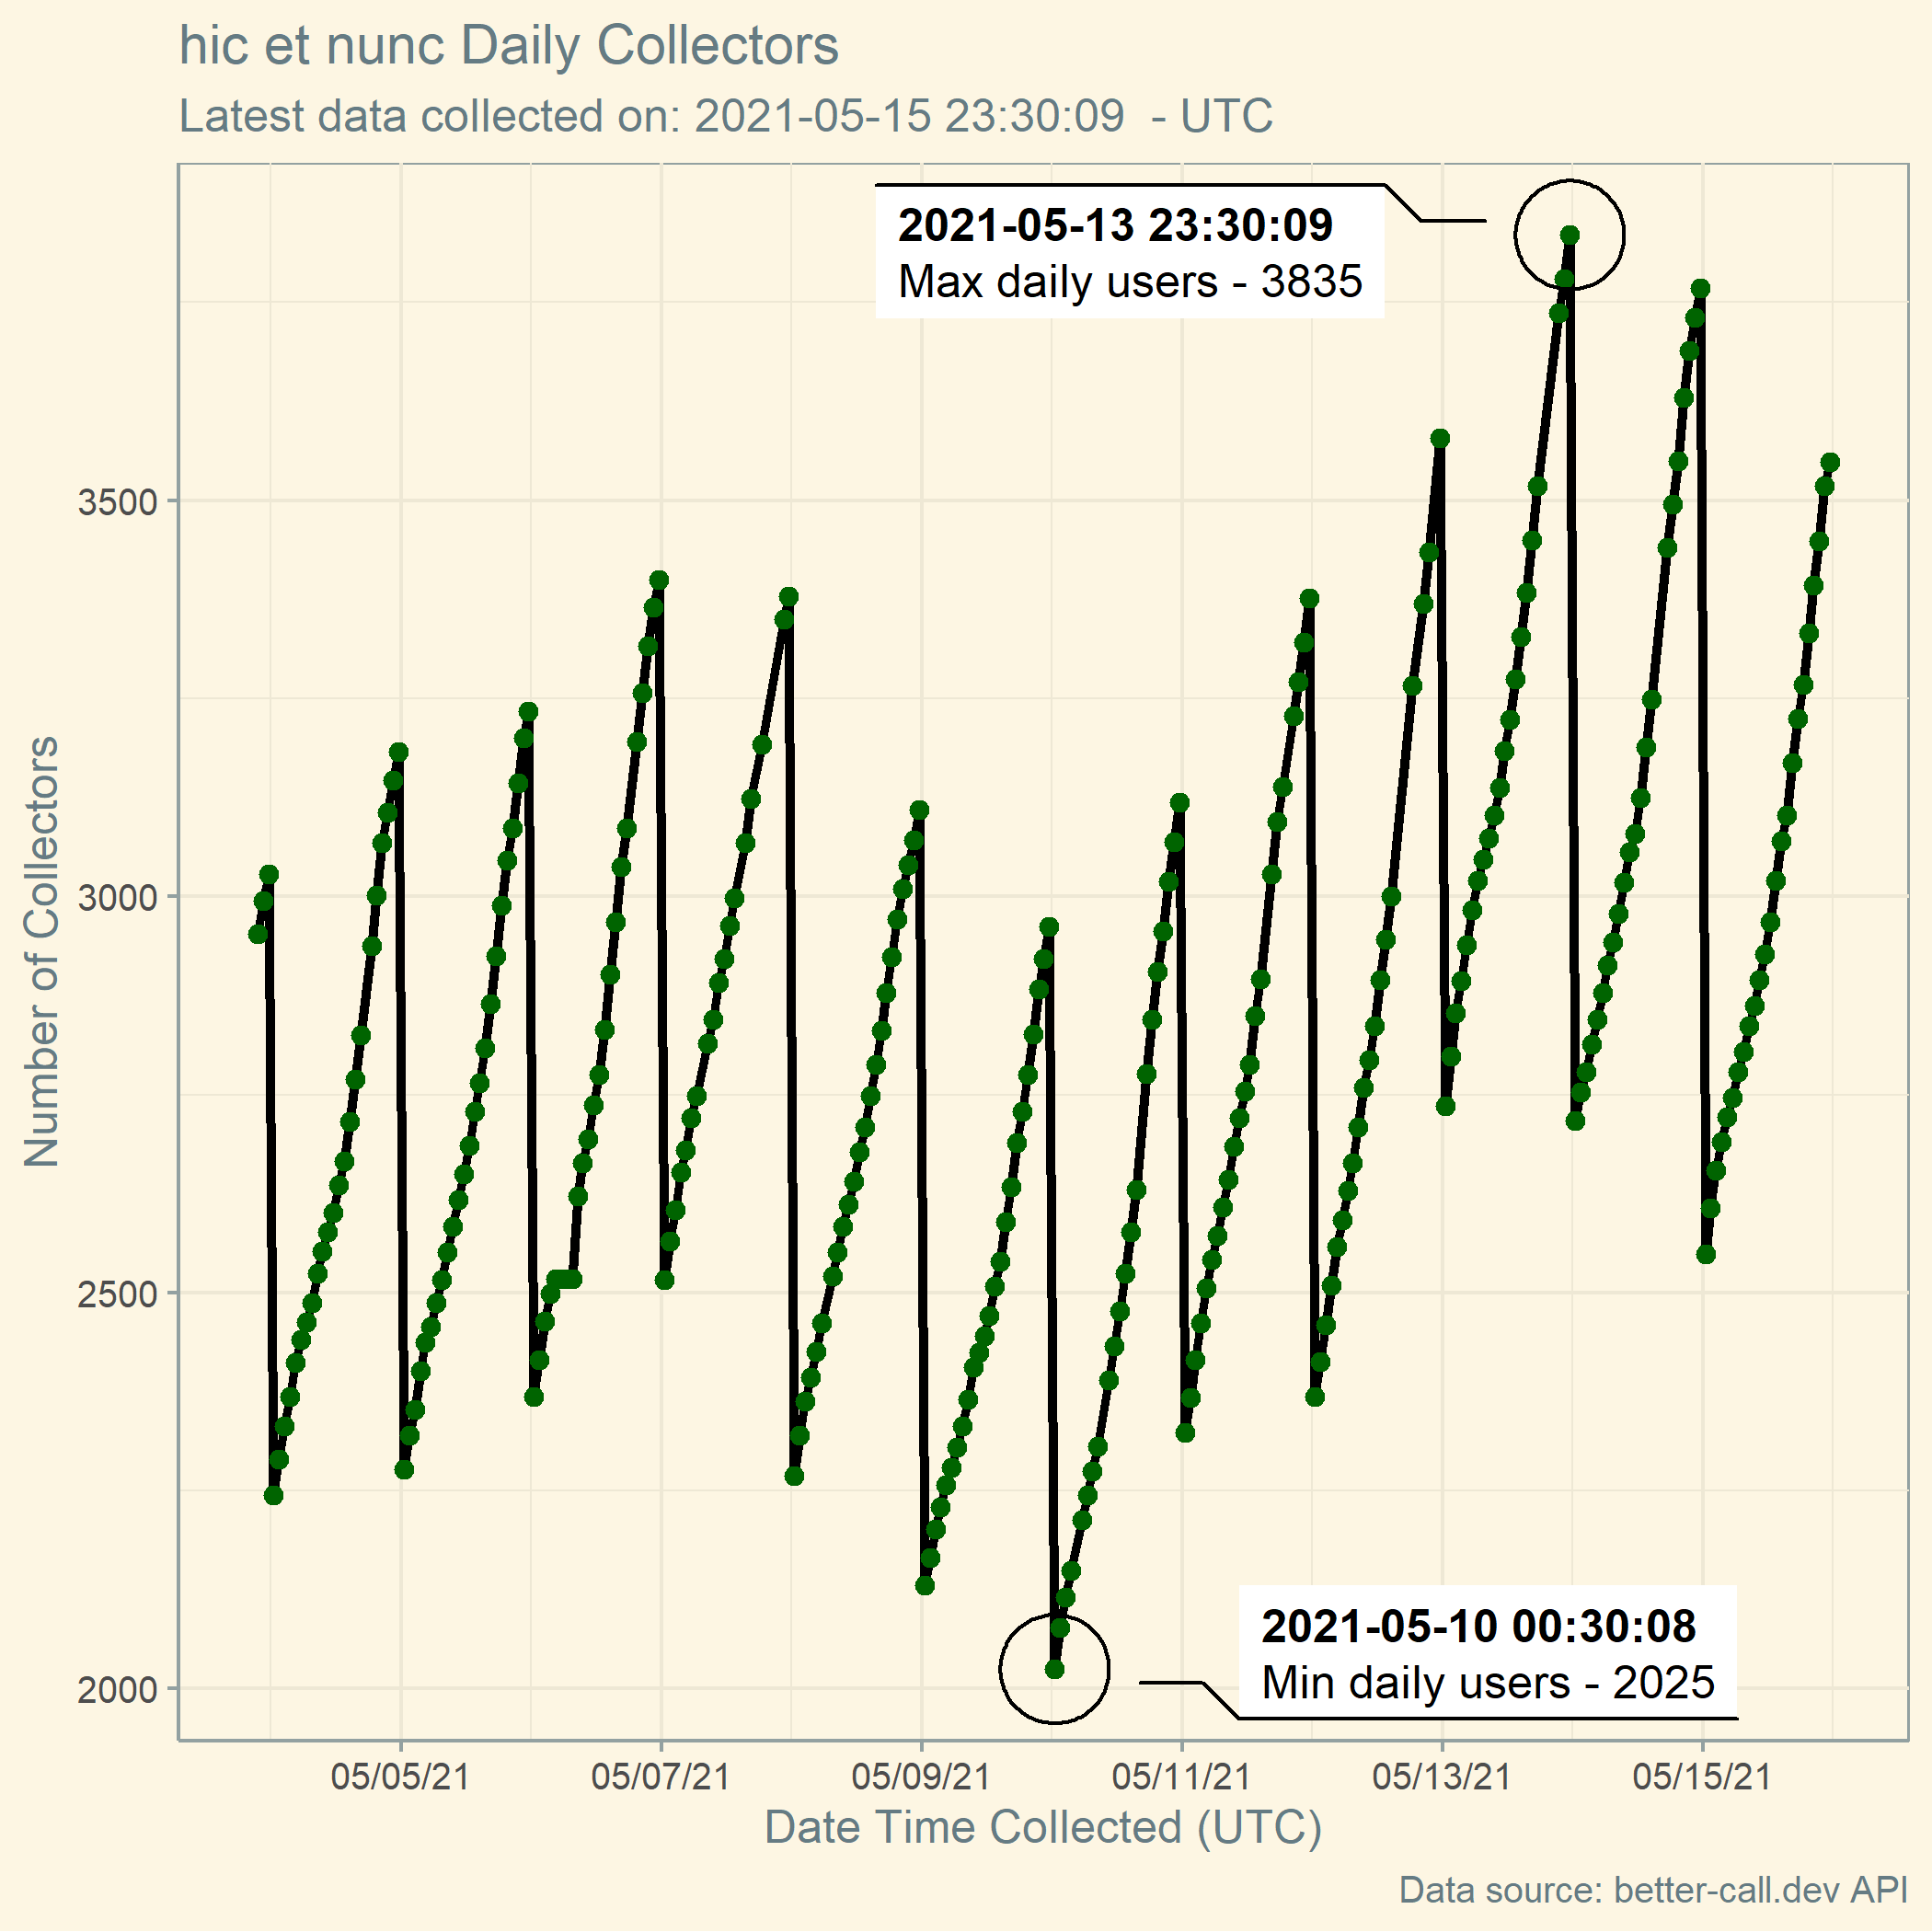 hic et nunc Daily Collectors
Latest data collected on: 2021-05-15 23:30:09  - UTC
2021-05-13 23:30:09
Max daily users - 3835
3500
3000
2500
2000
Number of Collectors
2021-05-10 00:30:08
Min daily users - 2025
05/05/21 05/07/21 05/09/21 05/11/21 05/13/21 05/15/21
Date Time Collected (UTC)
Data source: better-call.dev API